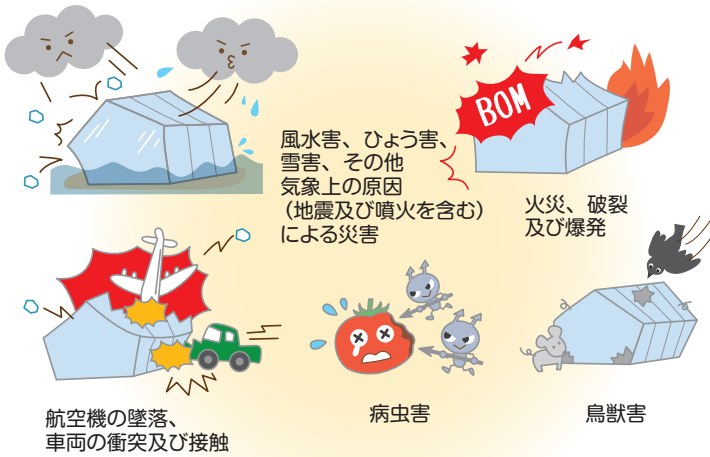 風水害、ひょう害、
雪害、その他
気象上の原因
（地震及び噴火を含む）
による災害
BOM
火災、破裂
及び爆発
航空機の墜落、
車両の衝突及び接触
病虫害
鳥獣害